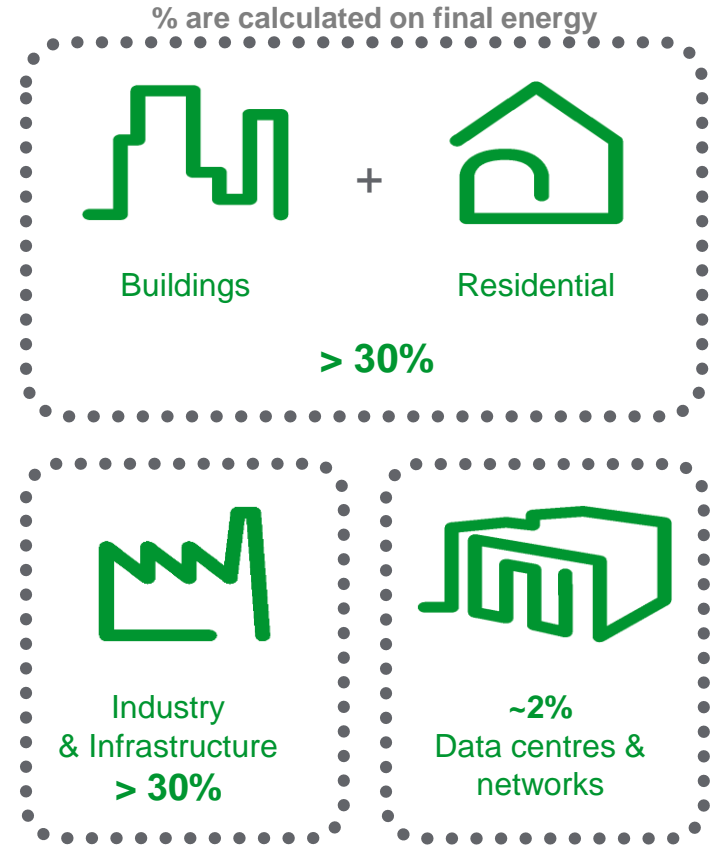 % are calculated on final energy
+
Buildings
Residential
> 30%
Industry
& Infrastructure
> 30%
~2%
Data centres &
networks